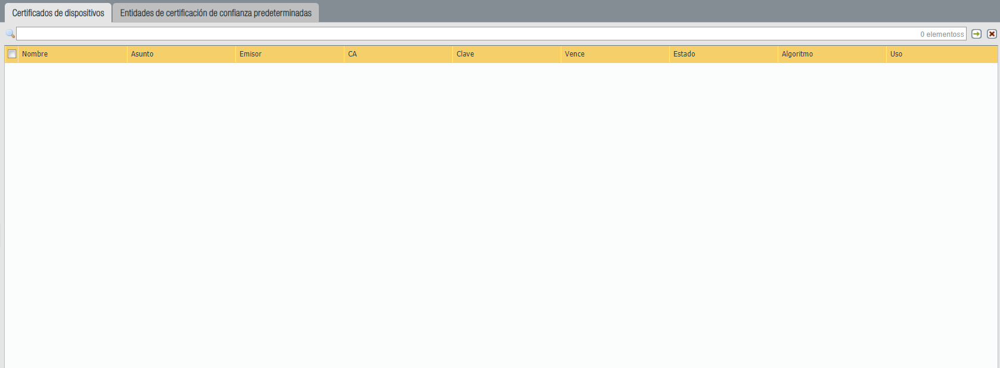 Certificados de dispositivos
Entidades de certificación de confianza predeterminadas
0 elementoss
Nombre
Asunto
Emisor
CA
Clave
Vence
Estado
Algoritmo
Uso